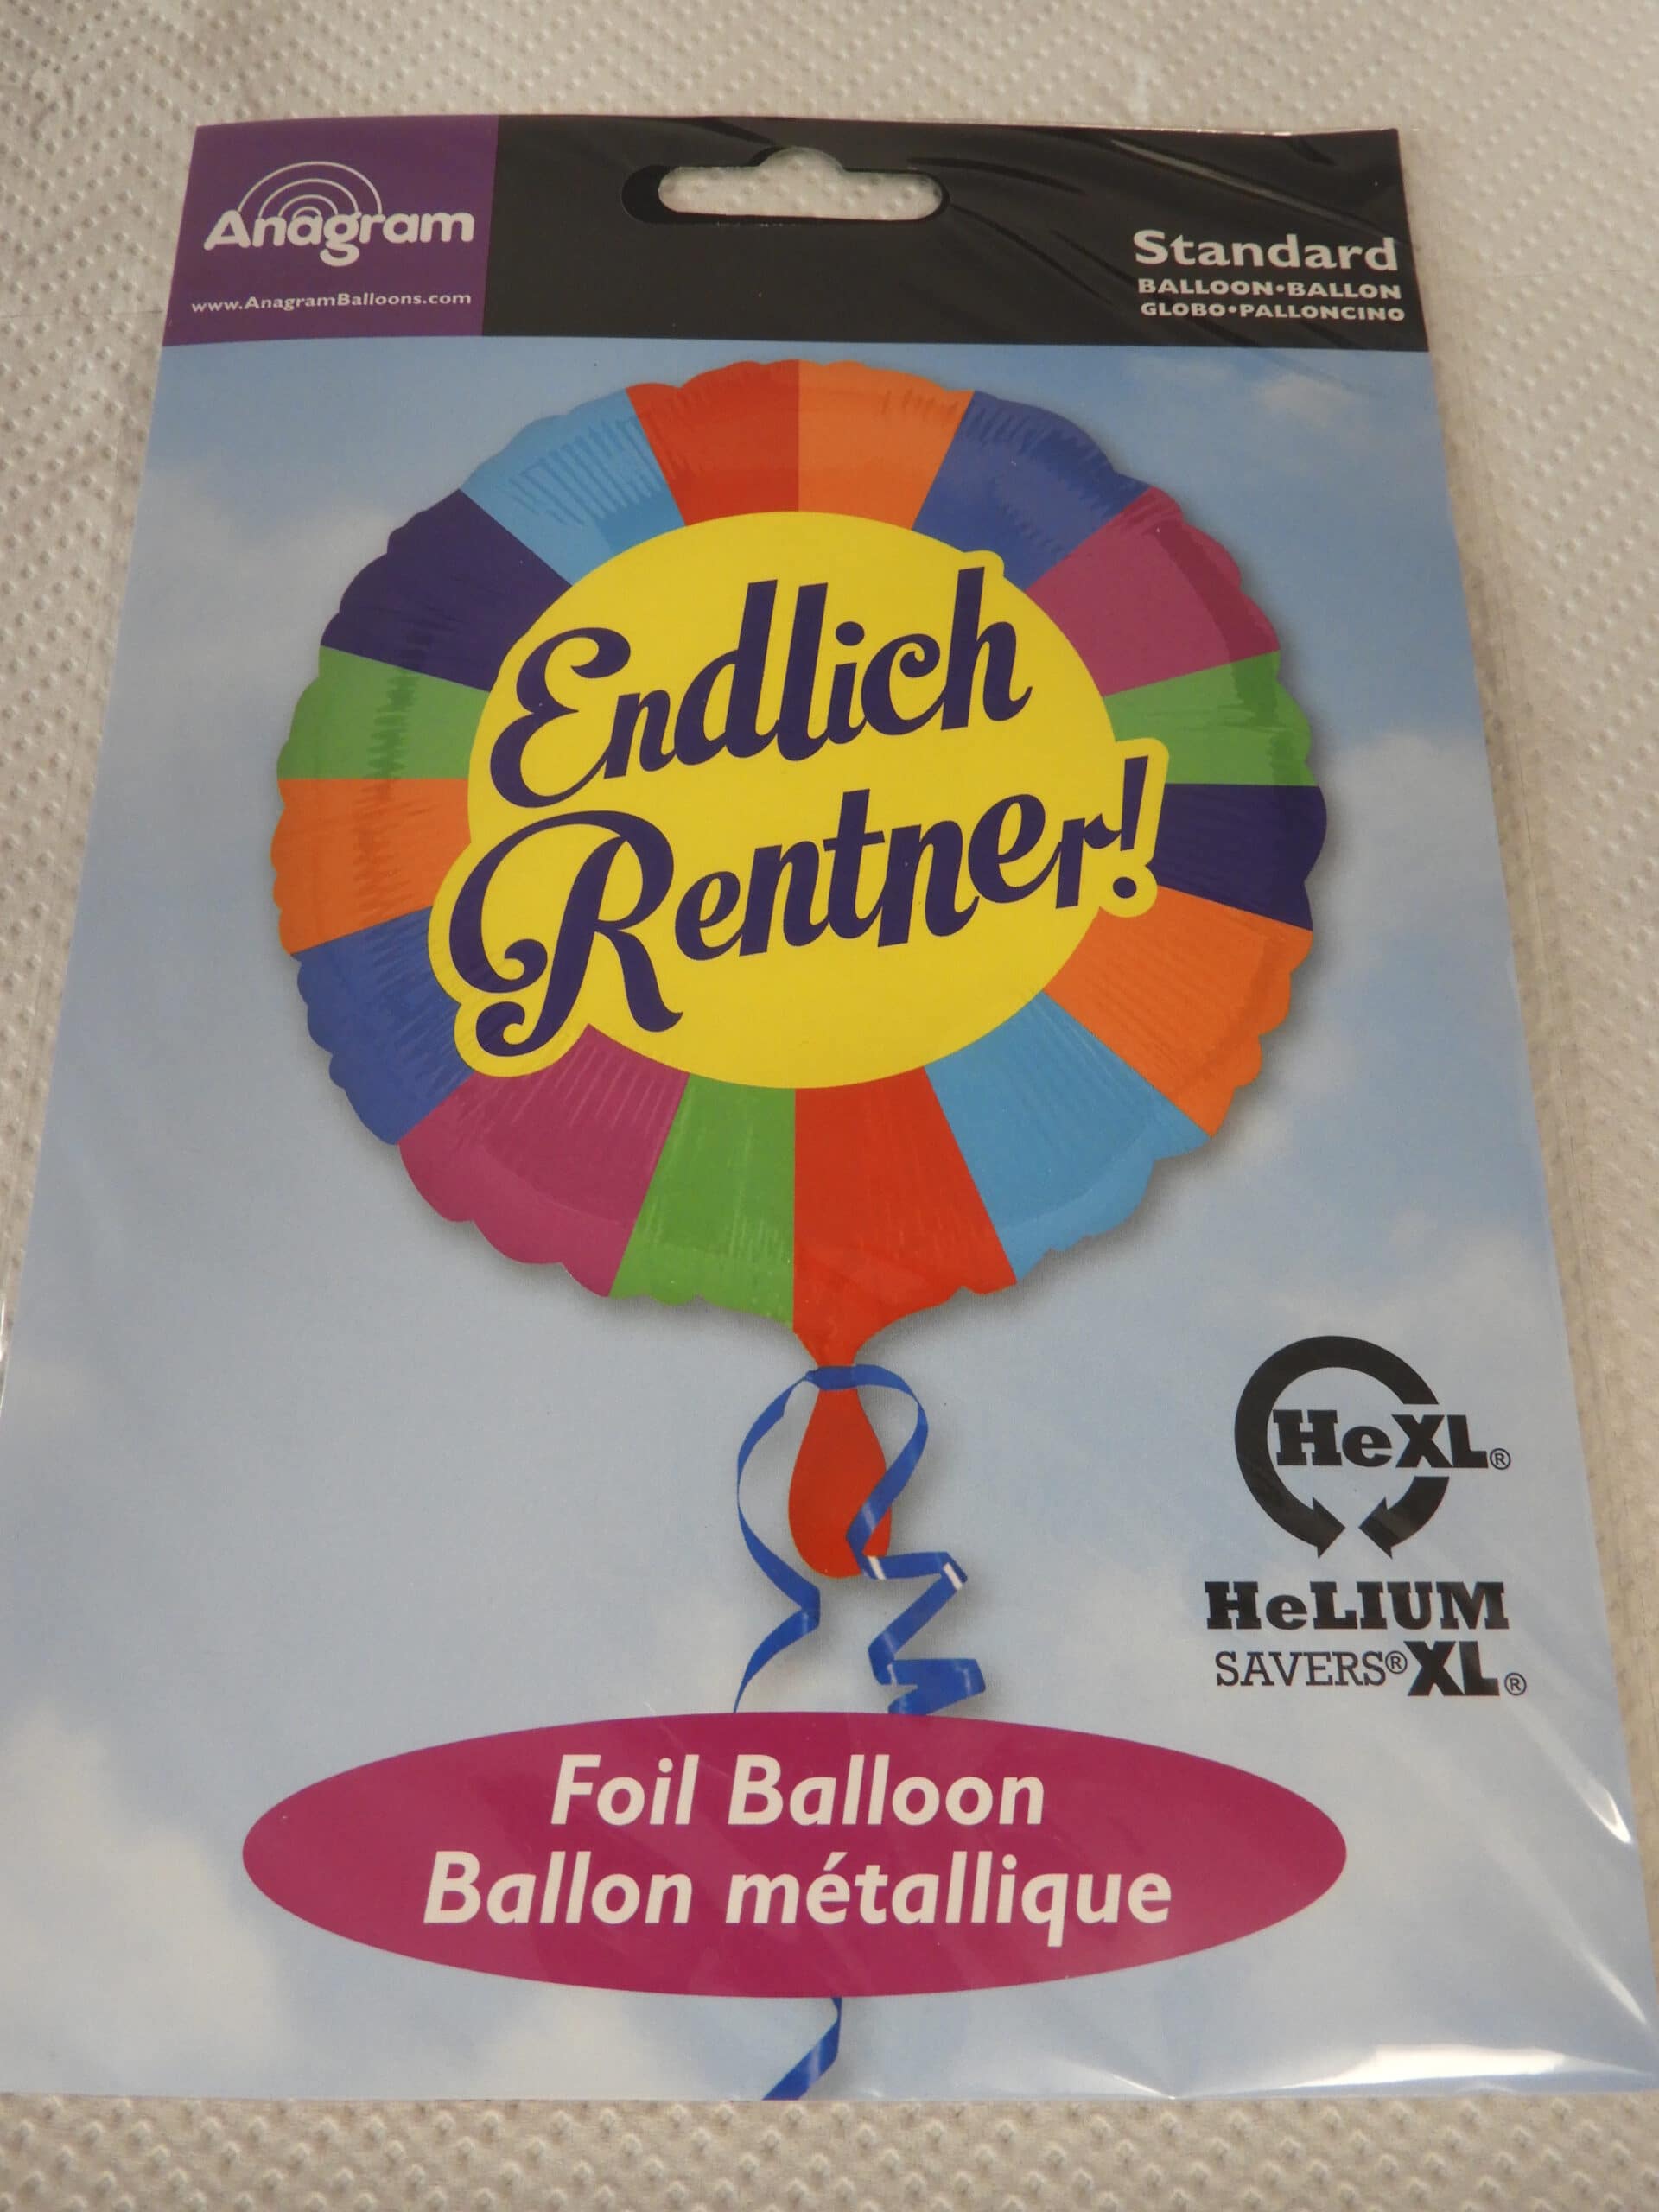 Anagram
www.AnagramBalloons.com
Standard
BALLOON•BALLON
GLOBO•PALLONCINO
Endlich
Rentner!
HeXL®
HeLIUM
SAVERS®XL®
Foil Balloon
Ballon métallique